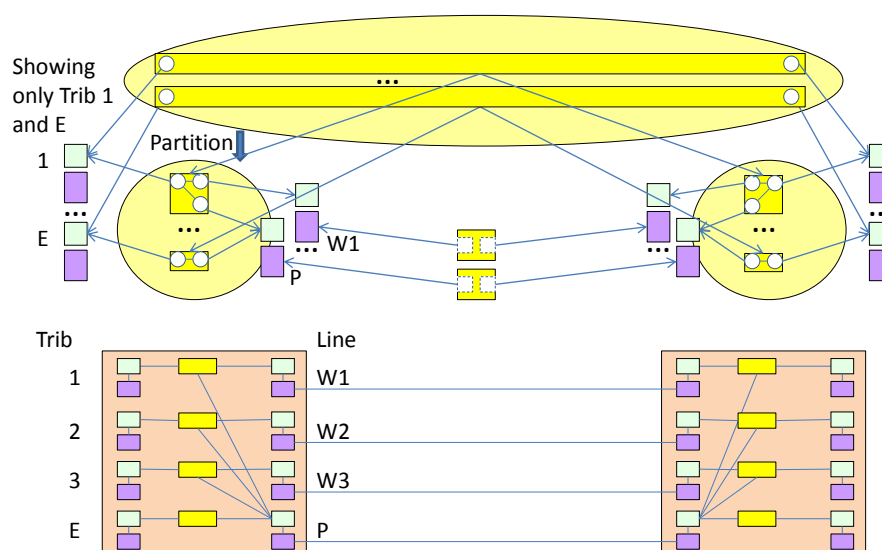 Showing
only Trib 1
and E
...
Partition
1
...
E
...
...
W1
P
...
...
...
Trib
Line
1
W1
2
W2
3
W3
E
P